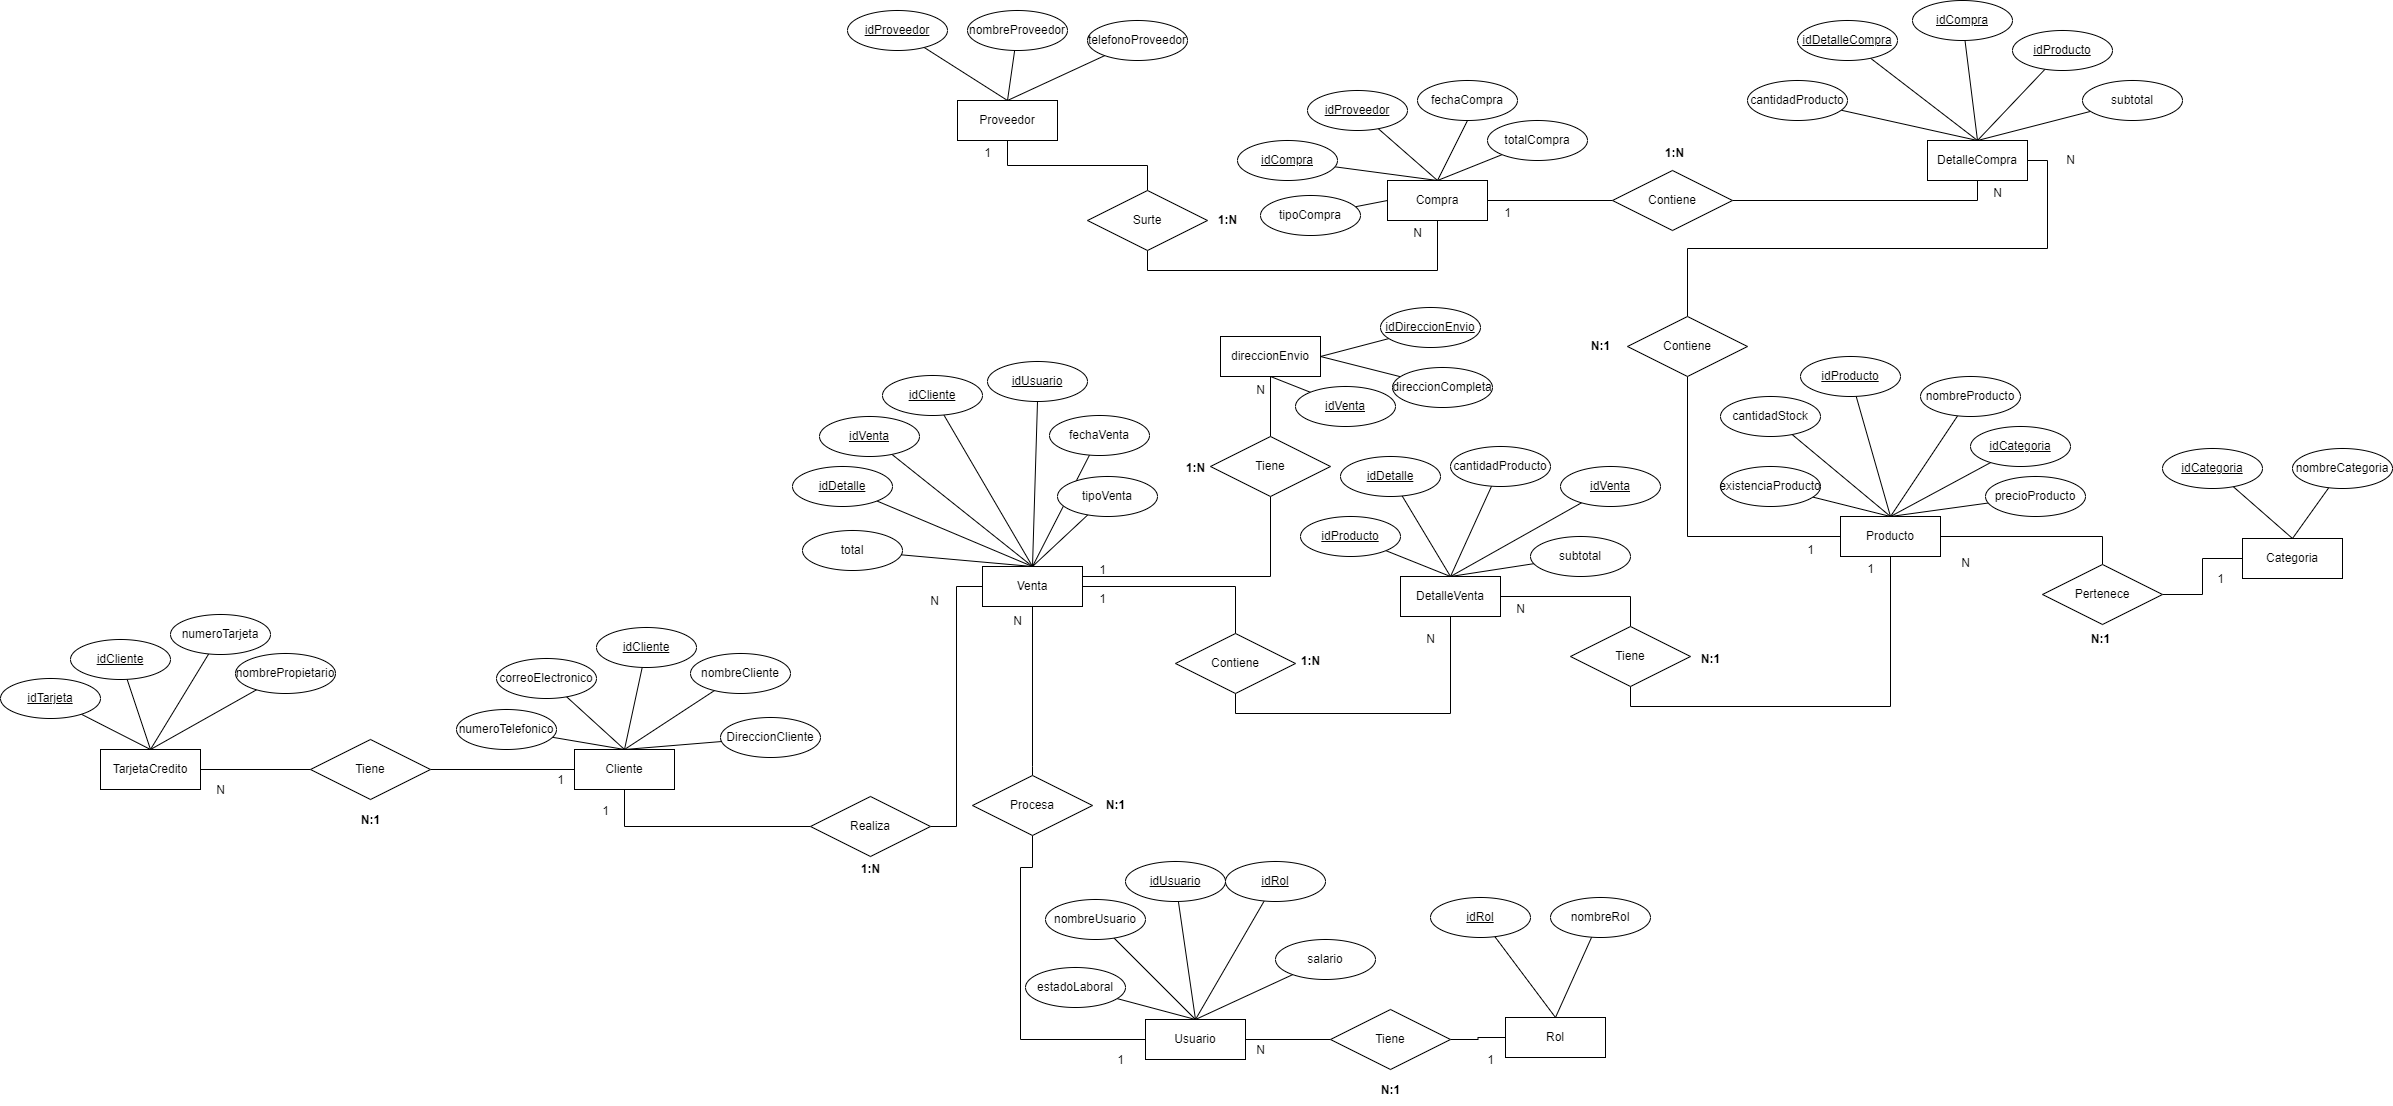 idProveedor
nombreProveedor
telefonoProveedor
Proveedor
1
Surte
1:N
idCompra
idProveedor
fechaCompra
totalCompra
tipoCompra
Compra
N
1
1:N
Contiene
cantidadProducto
idDetalleCompra
idCompra
idProducto
subtotal
DetalleCompra
N
N
N:1
Contiene
direccionEnvio
idDireccionEnvio
direccionCompleta
idVenta
N
1:N
Tiene
total
idDetalle
idVenta
idCliente
idUsuario
fechaVenta
tipoVenta
Venta
1
1
N
N
Contiene
1:N
idProducto
idDetalle
cantidadProducto
idVenta
subtotal
DetalleVenta
N
N
Tiene
N:1
existenciaProducto
cantidadStock
idProducto
nombreProducto
idCategoria
precioProducto
Producto
1
1
N
Pertenece
N:1
1
idCategoria
nombreCategoria
Categoria
idTarjeta
idCliente
numeroTarjeta
nombrePropietario
TarjetaCredito
N
Tiene
N:1
numeroTelefonico
correoElectronico
idCliente
nombreCliente
DireccionCliente
Cliente
1
1
Realiza
1:N
Procesa
N:1
estadoLaboral
nombreUsuario
idUsuario
idRol
salario
Usuario
1
N
Tiene
N:1
1
idRol
nombreRol
Rol